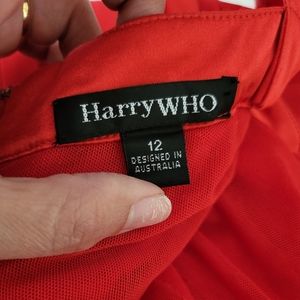 HarryWHO
12
DESIGNED IN
AUSTRALIA